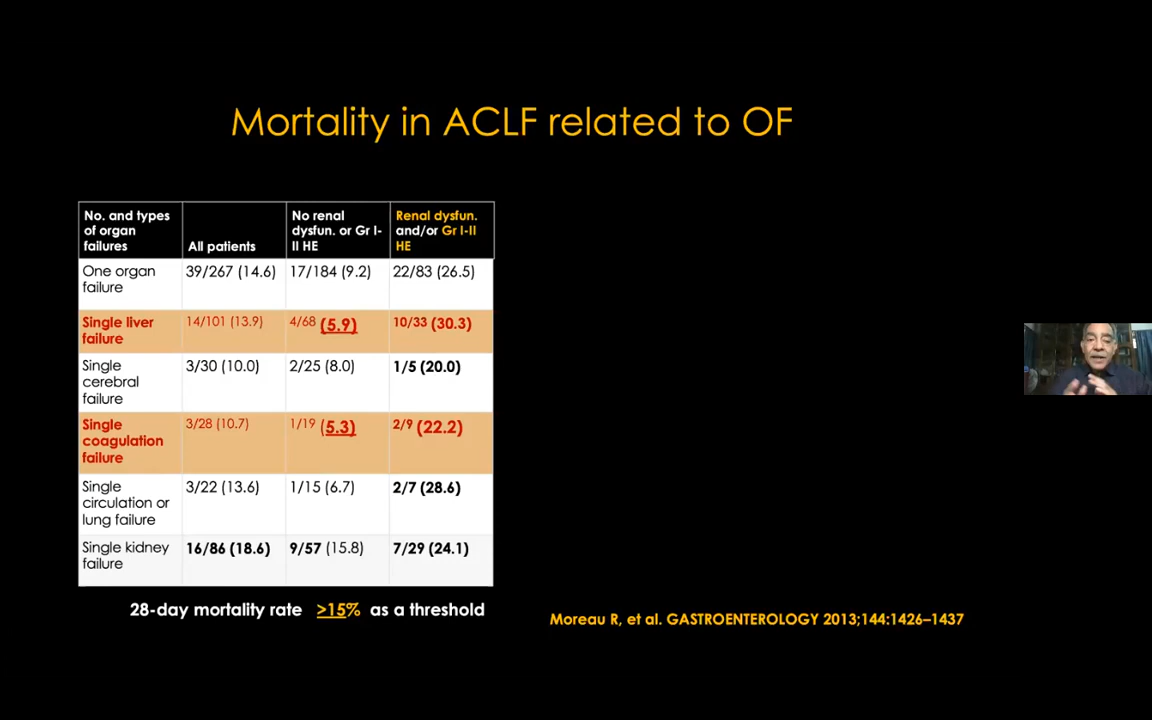 Mortality in ACLF related to OF
No. and types of organ failures | All patients | No renal dysfun. or Gr I-II HE | Renal dysfun. and/or Gr I-II HE
One organ failure | 39/267 (14.6) | 17/184 (9.2) | 22/83 (26.5)
Single liver failure | 14/101 (13.9) | 4/68 (5.9) | 10/33 (30.3)
Single cerebral failure | 3/30 (10.0) | 2/25 (8.0) | 1/5 (20.0)
Single coagulation failure | 3/28 (10.7) | 1/19 (5.3) | 2/9 (22.2)
Single circulation or lung failure | 3/22 (13.6) | 1/15 (6.7) | 2/7 (28.6)
Single kidney failure | 16/86 (18.6) | 9/57 (15.8) | 7/29 (24.1)
28-day mortality rate >15% as a threshold
Moreau R, et al. GASTROENTEROLOGY 2013;144:1426–1437